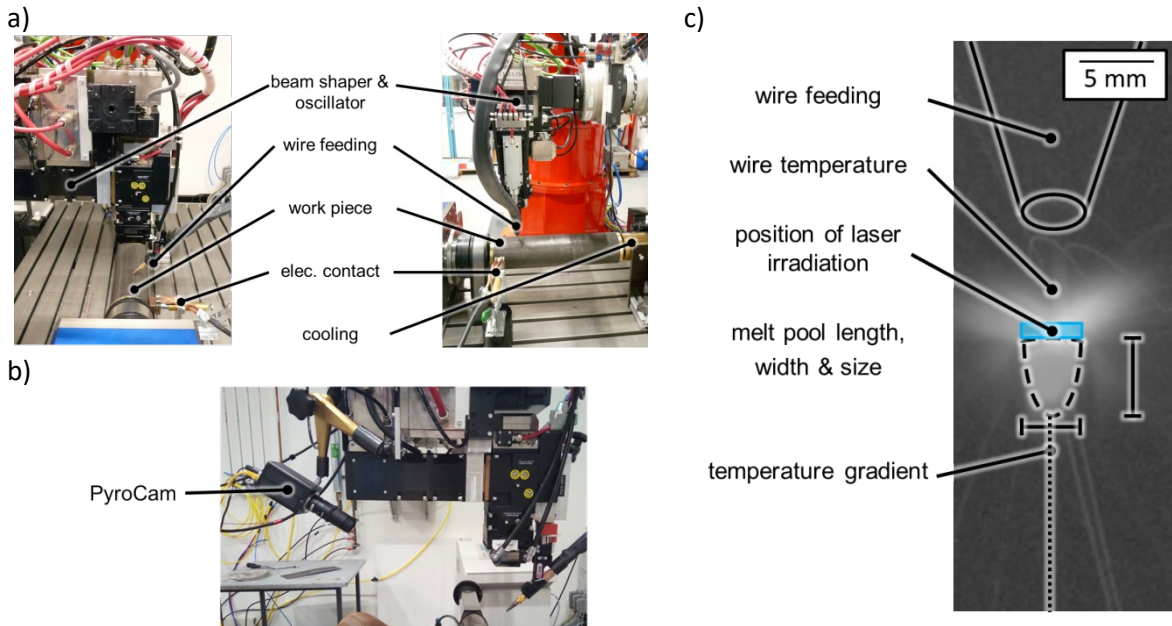 a)
beam shaper &
oscillator
wire feeding
work piece
elec. contact
cooling
b)
PyroCam
c)
5 mm
wire feeding
wire temperature
position of laser
irradiation
melt pool length,
width & size
temperature gradient